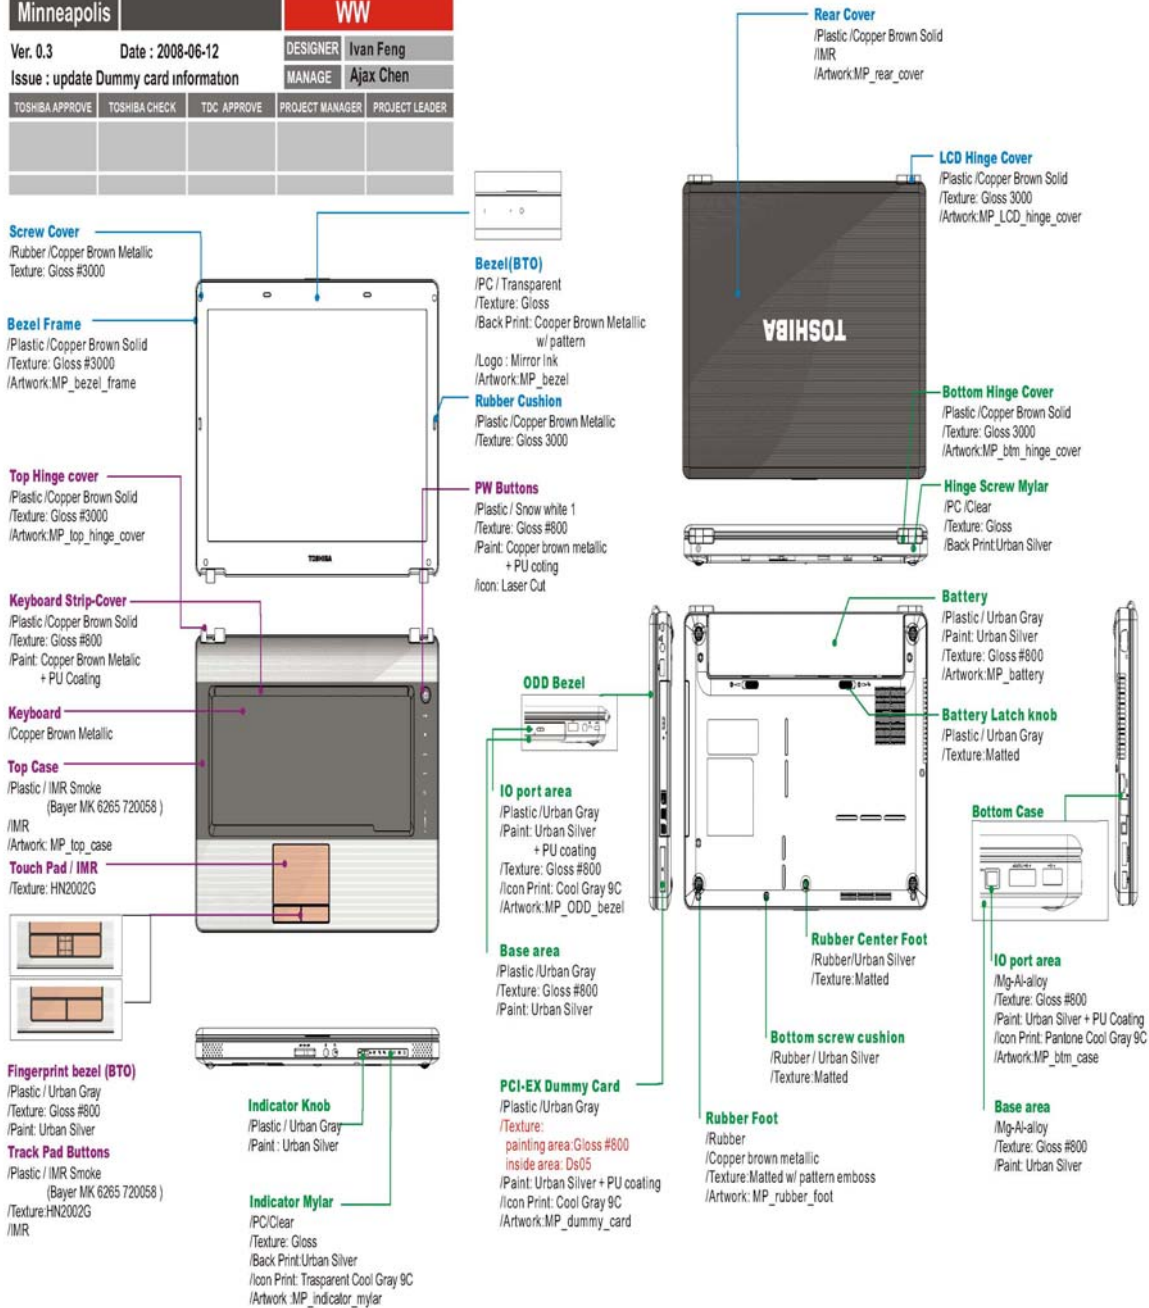 Minneapolis
WW
Ver. 0.3
Date : 2008-06-12
DESIGNER
Ivan Feng
Issue : update Dummy card information
MANAGE
Ajax Chen
TOSHIBA APPROVE
TOSHIBA CHECK
TDC APPROVE
PROJECT MANAGER
PROJECT LEADER
Screw Cover
/Rubber /Copper Brown Metallic
Texture: Gloss #3000
Bezel Frame
/Plastic /Copper Brown Solid
/Texture: Gloss #3000
/Artwork:MP_bezel_frame
Top Hinge cover
/Plastic /Copper Brown Solid
/Texture: Gloss #3000
/Artwork:MP_top_hinge_cover
Keyboard Strip-Cover
/Plastic /Copper Brown Solid
/Texture: Gloss #800
/Paint: Copper Brown Metalic
+ PU Coating
Keyboard
/Copper Brown Metallic
Top Case
/Plastic / IMR Smoke
(Bayer MK 6265 720058 )
/IMR
/Artwork: MP_top_case
Touch Pad / IMR
/Texture: HN2002G
Fingerprint bezel (BTO)
/Plastic / Urban Gray
/Texture: Gloss #800
/Paint: Urban Silver
Track Pad Buttons
/Plastic / IMR Smoke
(Bayer MK 6265 720058 )
/Texture:HN2002G
/IMR
TOSHIBA
Indicator Knob
/Plastic / Urban Gray
/Paint : Urban Silver
Indicator Mylar
/PC/Clear
/Texture: Gloss
/Back Print:Urban Silver
/Icon Print: Trasparent Cool Gray 9C
/Artwork :MP_indicator_mylar
Bezel(BTO)
/PC / Transparent
/Texture: Gloss
/Back Print: Cooper Brown Metallic
w/ pattern
/Logo : Mirror Ink
/Artwork:MP_bezel
Rubber Cushion
/Plastic /Copper Brown Metallic
/Texture: Gloss 3000
PW Buttons
/Plastic / Snow white 1
/Texture: Gloss #800
/Paint: Copper brown metallic
+ PU coting
/icon: Laser Cut
ODD Bezel
IO port area
/Plastic /Urban Gray
/Paint: Urban Silver
+ PU coating
/Texture: Gloss #800
/Icon Print: Cool Gray 9C
/Artwork:MP_ODD_bezel
Base area
/Plastic /Urban Gray
/Texture: Gloss #800
/Paint: Urban Silver
PCI-EX Dummy Card
/Plastic /Urban Gray
/Texture:
painting area:Gloss #800
inside area: Ds05
/Paint: Urban Silver + PU coating
/Icon Print: Cool Gray 9C
/Artwork:MP_dummy_card
Rear Cover
/Plastic /Copper Brown Solid
/IMR
/Artwork:MP_rear_cover
LCD Hinge Cover
/Plastic /Copper Brown Solid
/Texture: Gloss 3000
/Artwork:MP_LCD_hinge_cover
TOSHIBA
Bottom Hinge Cover
/Plastic /Copper Brown Solid
/Texture: Gloss 3000
/Artwork:MP_btm_hinge_cover
Hinge Screw Mylar
/PC /Clear
/Texture: Gloss
/Back Print:Urban Silver
Battery
/Plastic / Urban Gray
/Paint: Urban Silver
/Texture: Gloss #800
/Artwork:MP_battery
Battery Latch knob
/Plastic / Urban Gray
/Texture:Matted
Bottom Case
IO port area
/Mg-Al-alloy
/Texture: Gloss #800
/Paint: Urban Silver + PU Coating
/Icon Print: Pantone Cool Gray 9C
/Artwork:MP_btm_case
Base area
/Mg-Al-alloy
/Texture: Gloss #800
/Paint: Urban Silver
Rubber Center Foot
/Rubber/Urban Silver
/Texture:Matted
Bottom screw cushion
/Rubber / Urban Silver
/Texture:Matted
Rubber Foot
/Rubber
/Copper brown metallic
/Texture:Matted w/ pattern emboss
/Artwork: MP_rubber_foot